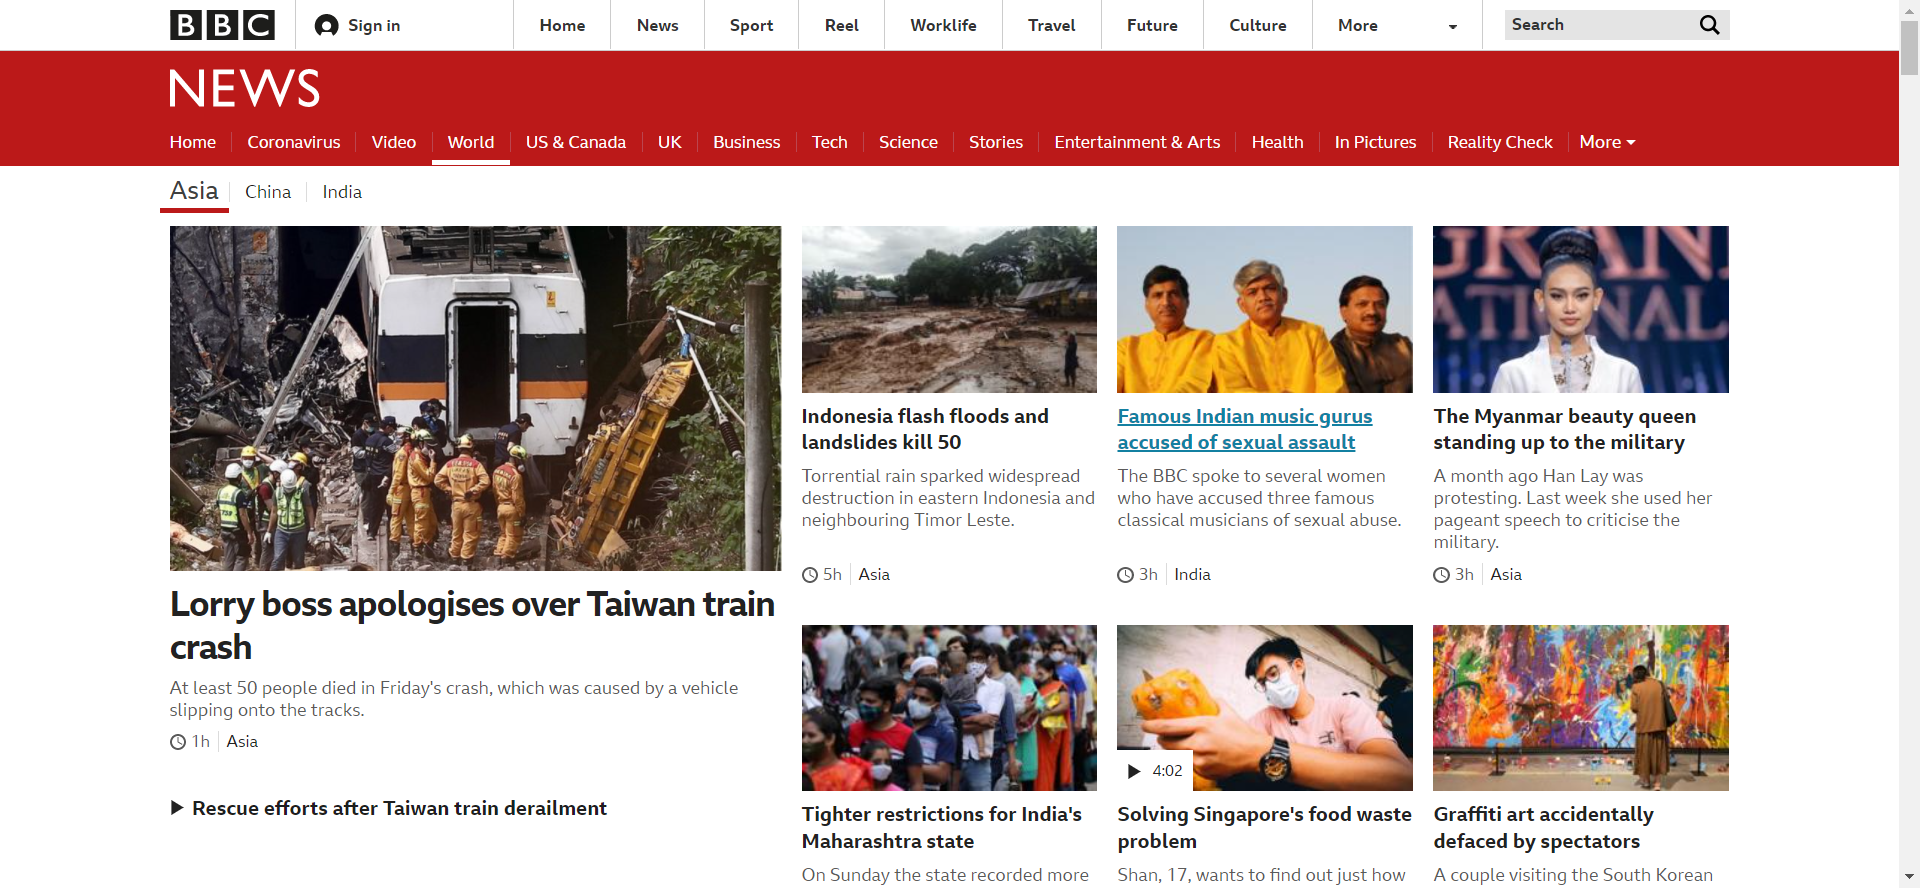 BBC
Sign in
Home
News
Sport
Reel
Worklife
Travel
Future
Culture
More
Search
NEWS
Home
Coronavirus
Video
World
US & Canada
UK
Business
Tech
Science
Stories
Entertainment & Arts
Health
In Pictures
Reality Check
More
Asia
China
India
Lorry boss apologises over Taiwan train
crash
At least 50 people died in Friday's crash, which was caused by a vehicle
slipping onto the tracks.
1h
Asia
Rescue efforts after Taiwan train derailment
Indonesia flash floods and
landslides kill 50
Torrential rain sparked widespread
destruction in eastern Indonesia and
neighbouring Timor Leste.
5h
Asia
Famous Indian music gurus
accused of sexual assault
The BBC spoke to several women
who have accused three famous
classical musicians of sexual abuse.
3h
India
GRAN
ATIONAL
The Myanmar beauty queen
standing up to the military
A month ago Han Lay was
protesting. Last week she used her
pageant speech to criticise the
military.
3h
Asia
Tighter restrictions for India's
Maharashtra state
On Sunday the state recorded more
4:02
Solving Singapore's food waste
problem
Shan, 17, wants to find out just how
Graffiti art accidentally
defaced by spectators
A couple visiting the South Korean